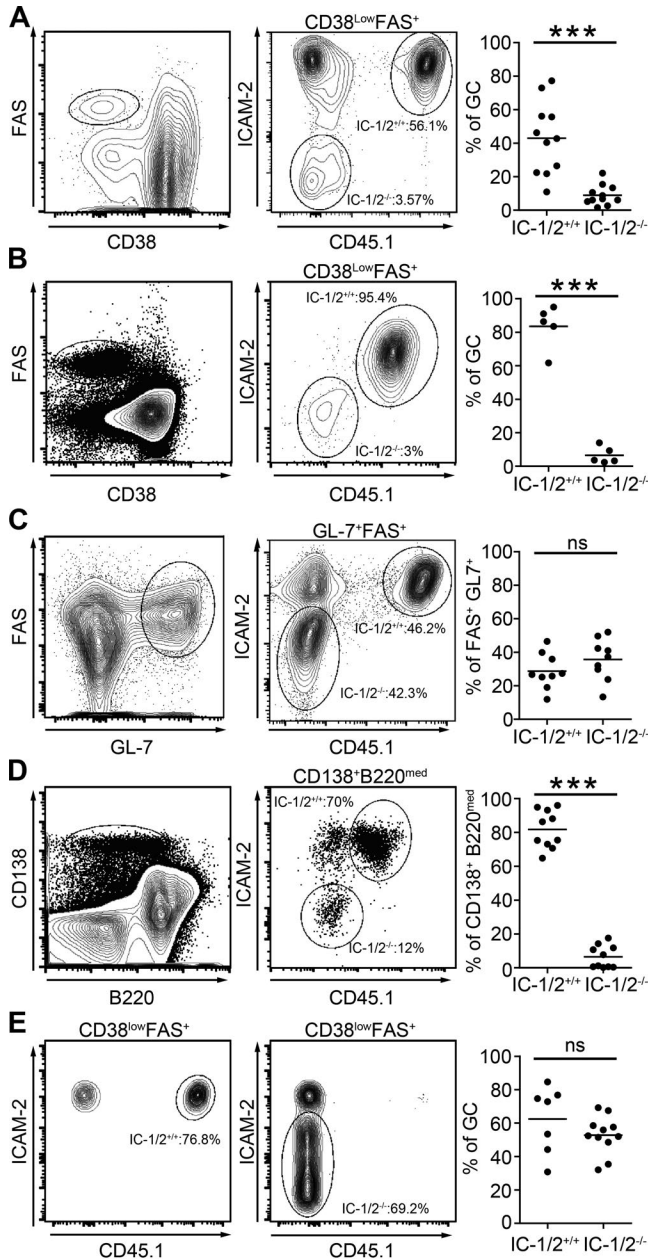 A
CD38LowFAS+
FAS
CD38
ICAM-2
IC-1/2+/+:56.1%
IC-1/2-/-:3.57%
CD45.1
***
% of GC
100
80
60
40
20
0
IC-1/2+/+ IC-1/2-/-
B
CD38LowFAS+
FAS
CD38
ICAM-2
IC-1/2+/+:95.4%
IC-1/2-/-:3%
CD45.1
***
% of GC
100
80
60
40
20
0
IC-1/2+/+ IC-1/2-/-
C
GL-7+FAS+
FAS
GL-7
ICAM-2
IC-1/2+/+:46.2%
IC-1/2-/-:42.3%
CD45.1
ns
% of FAS+ GL7+
100
80
60
40
20
0
IC-1/2+/+ IC-1/2-/-
D
CD138+B220med
CD138
B220
ICAM-2
IC-1/2+/+:70%
IC-1/2-/-:12%
CD45.1
***
% of CD138+ B220med
100
80
60
40
20
0
IC-1/2+/+ IC-1/2-/-
E
CD38lowFAS+
ICAM-2
IC-1/2+/+:76.8%
CD45.1
CD38lowFAS+
ICAM-2
IC-1/2-/-:69.2%
CD45.1
ns
% of GC
100
80
60
40
20
0
IC-1/2+/+ IC-1/2-/-